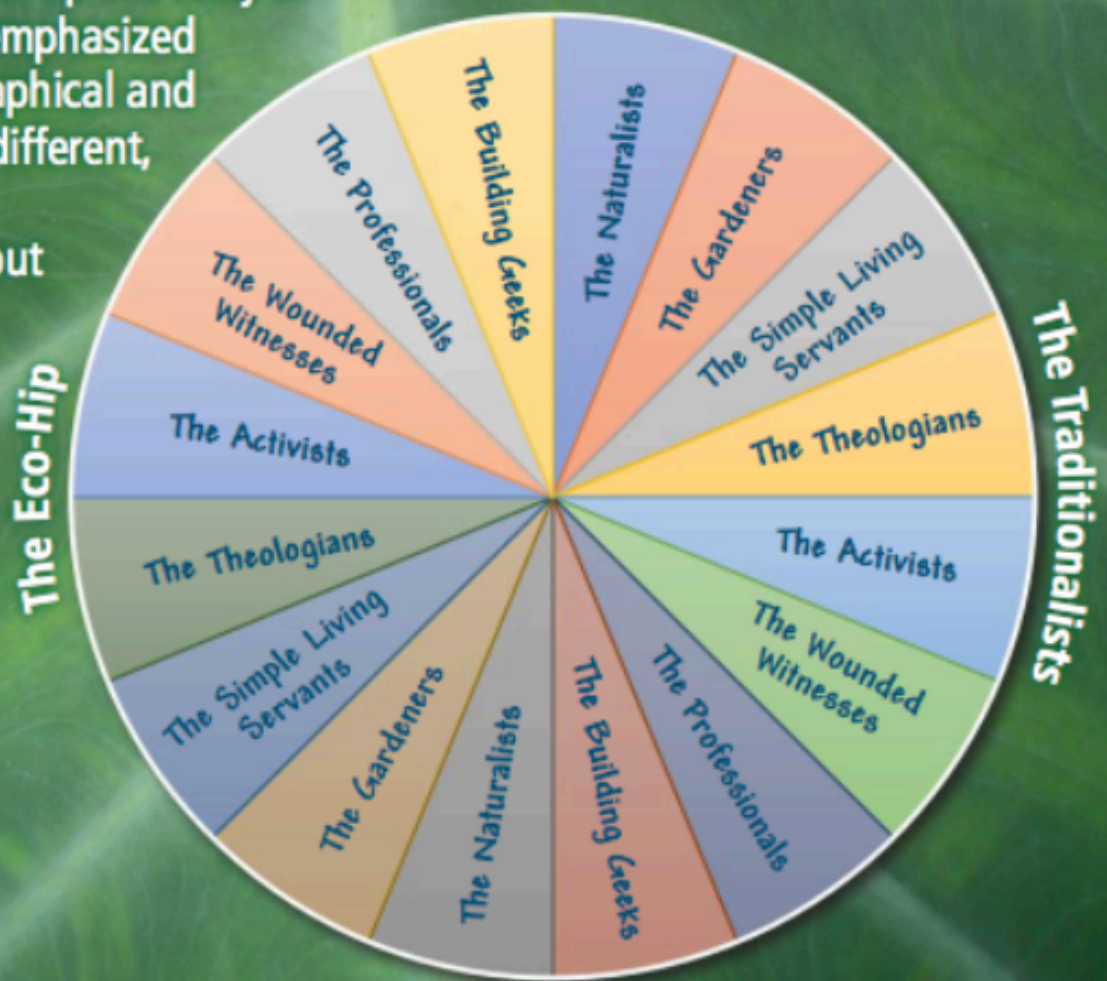 emphasized
and
different,
out
The Eco-Hip
The Traditionalists
The Naturalists
The Gardeners
The Simple Living
Servants
The Theologians
The Activists
The Wounded
Witnesses
The Professionals
The Building Geeks
The Naturalists
The Gardeners
The Simple Living
Servants
The Theologians
The Activists
The Wounded
Witnesses
The Professionals
The Building Geeks